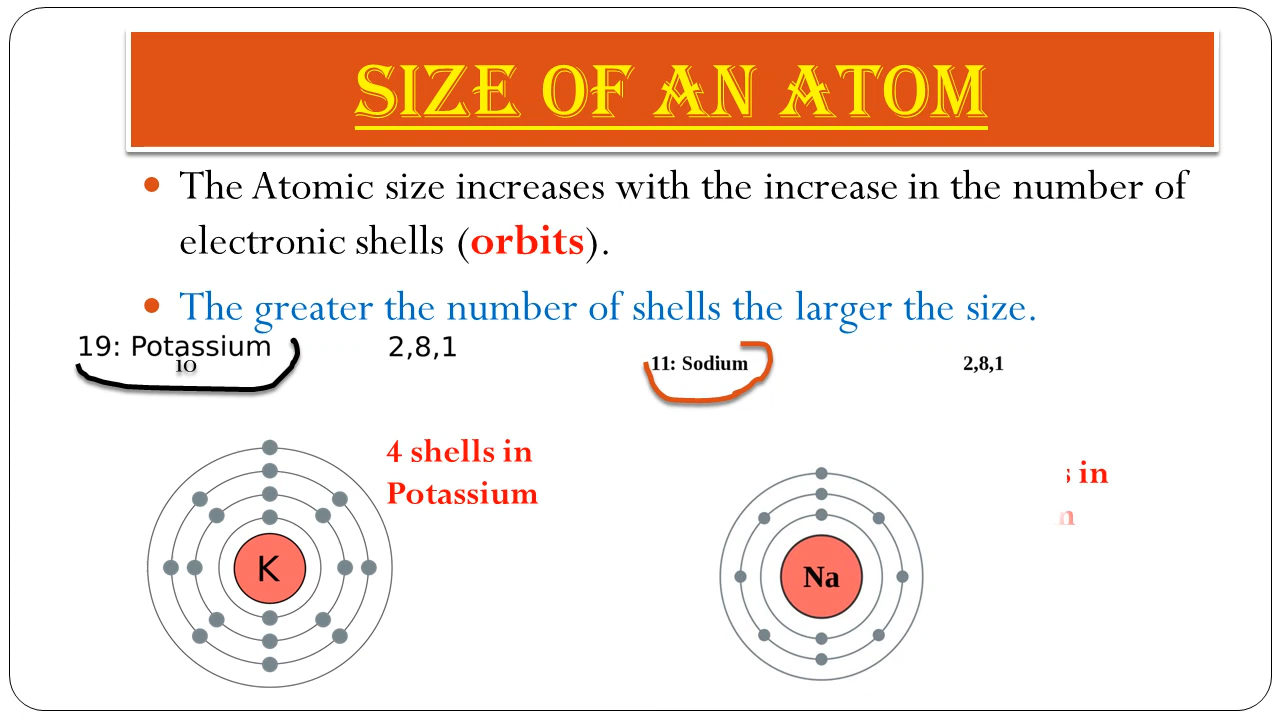 SIZE OF AN ATOM
The Atomic size increases with the increase in the number of
electronic shells (orbits).
The greater the number of shells the larger the size.
19: Potassium 2,8,1
11: Sodium 2,8,1
10
4 shells in
Potassium
in
K
Na